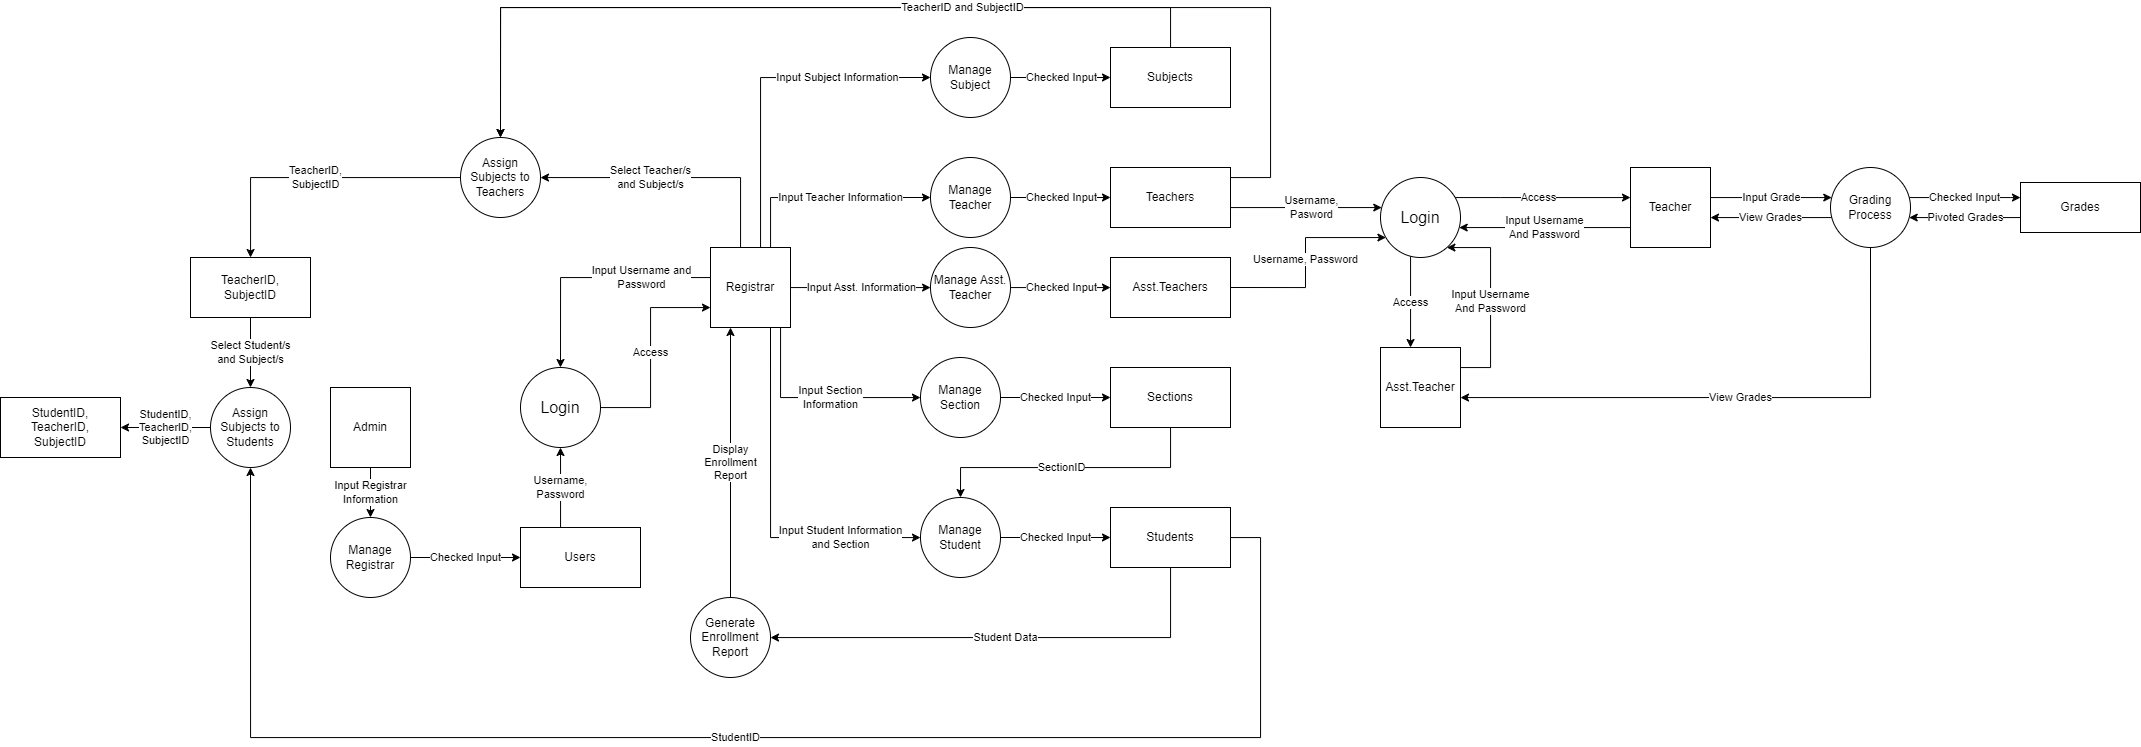 TeacherID and SubjectID
Input Subject Information
Manage
Subject
Checked Input
Subjects
Assign
Subjects to
Teachers
TeacherID,
SubjectID
Select Teacher/s
and Subject/s
Input Teacher Information
Manage
Teacher
Checked Input
Teachers
Username,
Pasword
Login
Access
Input Username
And Password
Teacher
Input Grade
View Grades
Grading
Process
Checked Input
Pivoted Grades
Grades
TeacherID,
SubjectID
Input Username and
Password
Registrar
Input Asst. Information
Manage Asst.
Teacher
Checked Input
Asst.Teachers
Username, Password
Access
Input Username
And Password
Select Student/s
and Subject/s
Access
Asst.Teacher
View Grades
StudentID,
TeacherID,
SubjectID
StudentID,
TeacherID,
SubjectID
Assign
Subjects to
Students
Admin
Login
Input Section
Information
Manage
Section
Checked Input
Sections
Input Registrar
Information
Username,
Password
Display
Enrollment
Report
SectionID
Manage
Registrar
Checked Input
Users
Input Student Information
and Section
Manage
Student
Checked Input
Students
Generate
Enrollment
Report
Student Data
StudentID